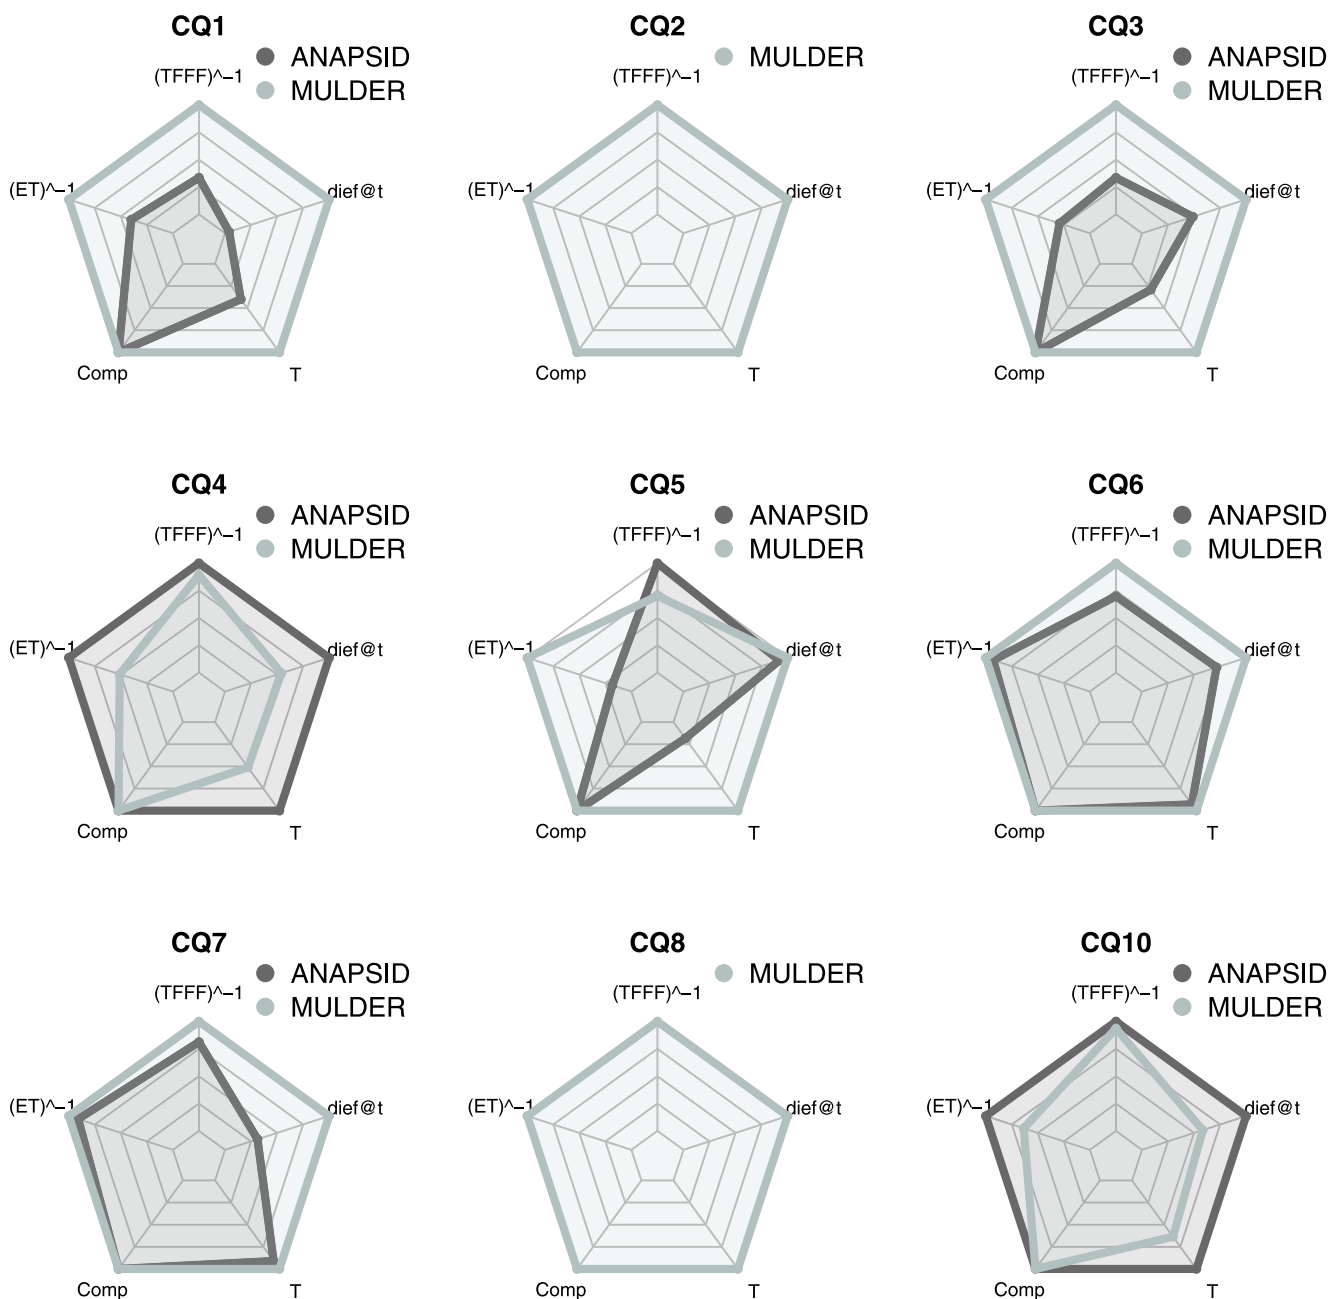 CQ1
ANAPSID
MULDER
(TFFF)^−1
(ET)^−1
dief@t
Comp
T
CQ2
MULDER
(TFFF)^−1
(ET)^−1
dief@t
Comp
T
CQ3
ANAPSID
MULDER
(TFFF)^−1
(ET)^−1
dief@t
Comp
T
CQ4
ANAPSID
MULDER
(TFFF)^−1
(ET)^−1
dief@t
Comp
T
CQ5
ANAPSID
MULDER
(TFFF)^−1
(ET)^−1
dief@t
Comp
T
CQ6
ANAPSID
MULDER
(TFFF)^−1
(ET)^−1
dief@t
Comp
T
CQ7
ANAPSID
MULDER
(TFFF)^−1
(ET)^−1
dief@t
Comp
T
CQ8
MULDER
(TFFF)^−1
(ET)^−1
dief@t
Comp
T
CQ10
ANAPSID
MULDER
(TFFF)^−1
(ET)^−1
dief@t
Comp
T